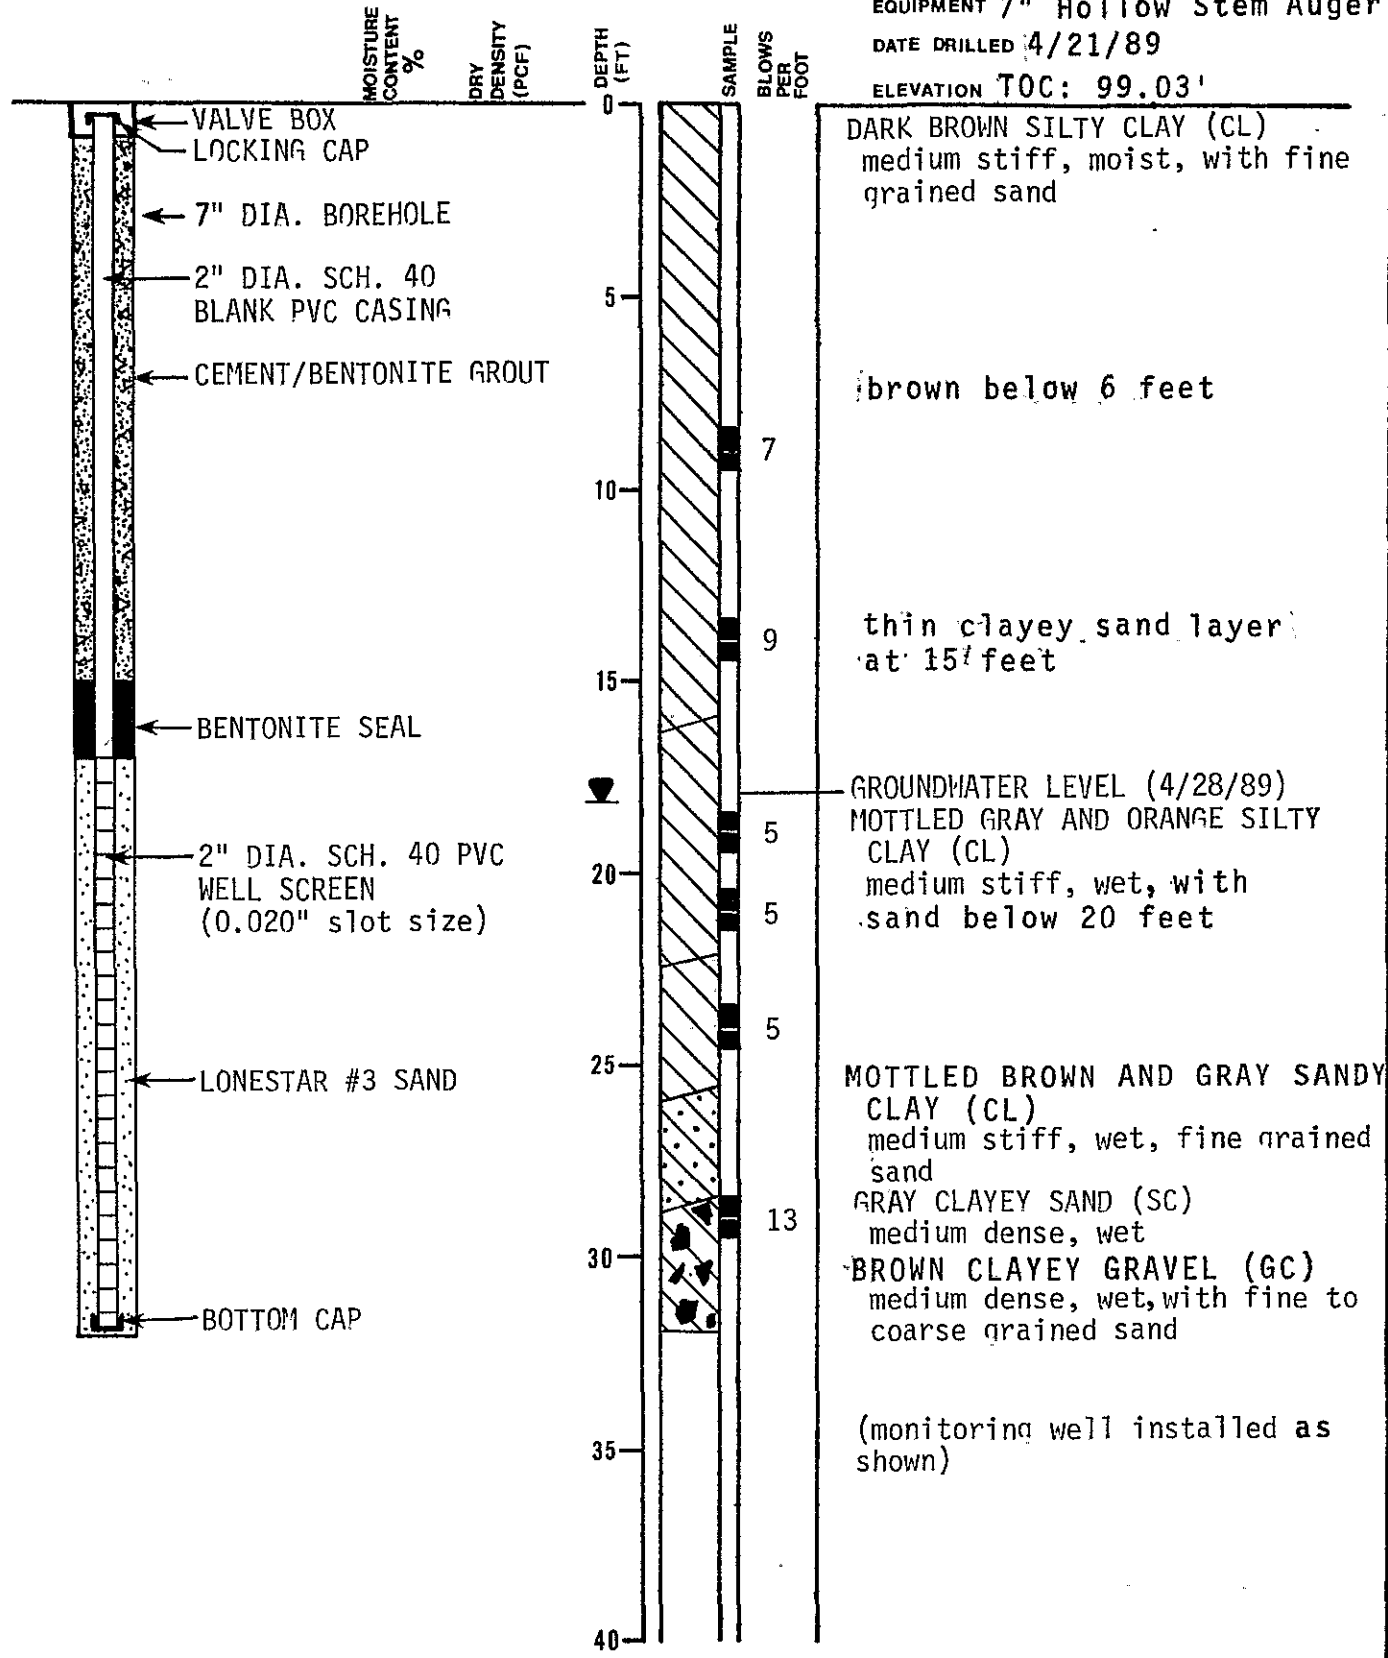 EQUIPMENT 7" Hollow Stem Auger
DATE DRILLED 4/21/89
ELEVATION TOC: 99.03'
MOISTURE
CONTENT
%
DRY
DENSITY
(PCF)
DEPTH
(FT)
SAMPLE
BLOWS
PER
FOOT
VALVE BOX
LOCKING CAP
7" DIA. BOREHOLE
2" DIA. SCH. 40
BLANK PVC CASING
CEMENT/BENTONITE GROUT
BENTONITE SEAL
2" DIA. SCH. 40 PVC
WELL SCREEN
(0.020" slot size)
LONESTAR #3 SAND
BOTTOM CAP
0
5
10
15
20
25
30
35
40
7
9
5
5
5
13
DARK BROWN SILTY CLAY (CL)
medium stiff, moist, with fine
grained sand
brown below 6 feet
thin clayey sand layer
at 15 feet
GROUNDWATER LEVEL (4/28/89)
MOTTLED GRAY AND ORANGE SILTY
CLAY (CL)
medium stiff, wet, with
sand below 20 feet
MOTTLED BROWN AND GRAY SANDY
CLAY (CL)
medium stiff, wet, fine grained
sand
GRAY CLAYEY SAND (SC)
medium dense, wet
BROWN CLAYEY GRAVEL (GC)
medium dense, wet, with fine to
coarse grained sand
(monitoring well installed as
shown)